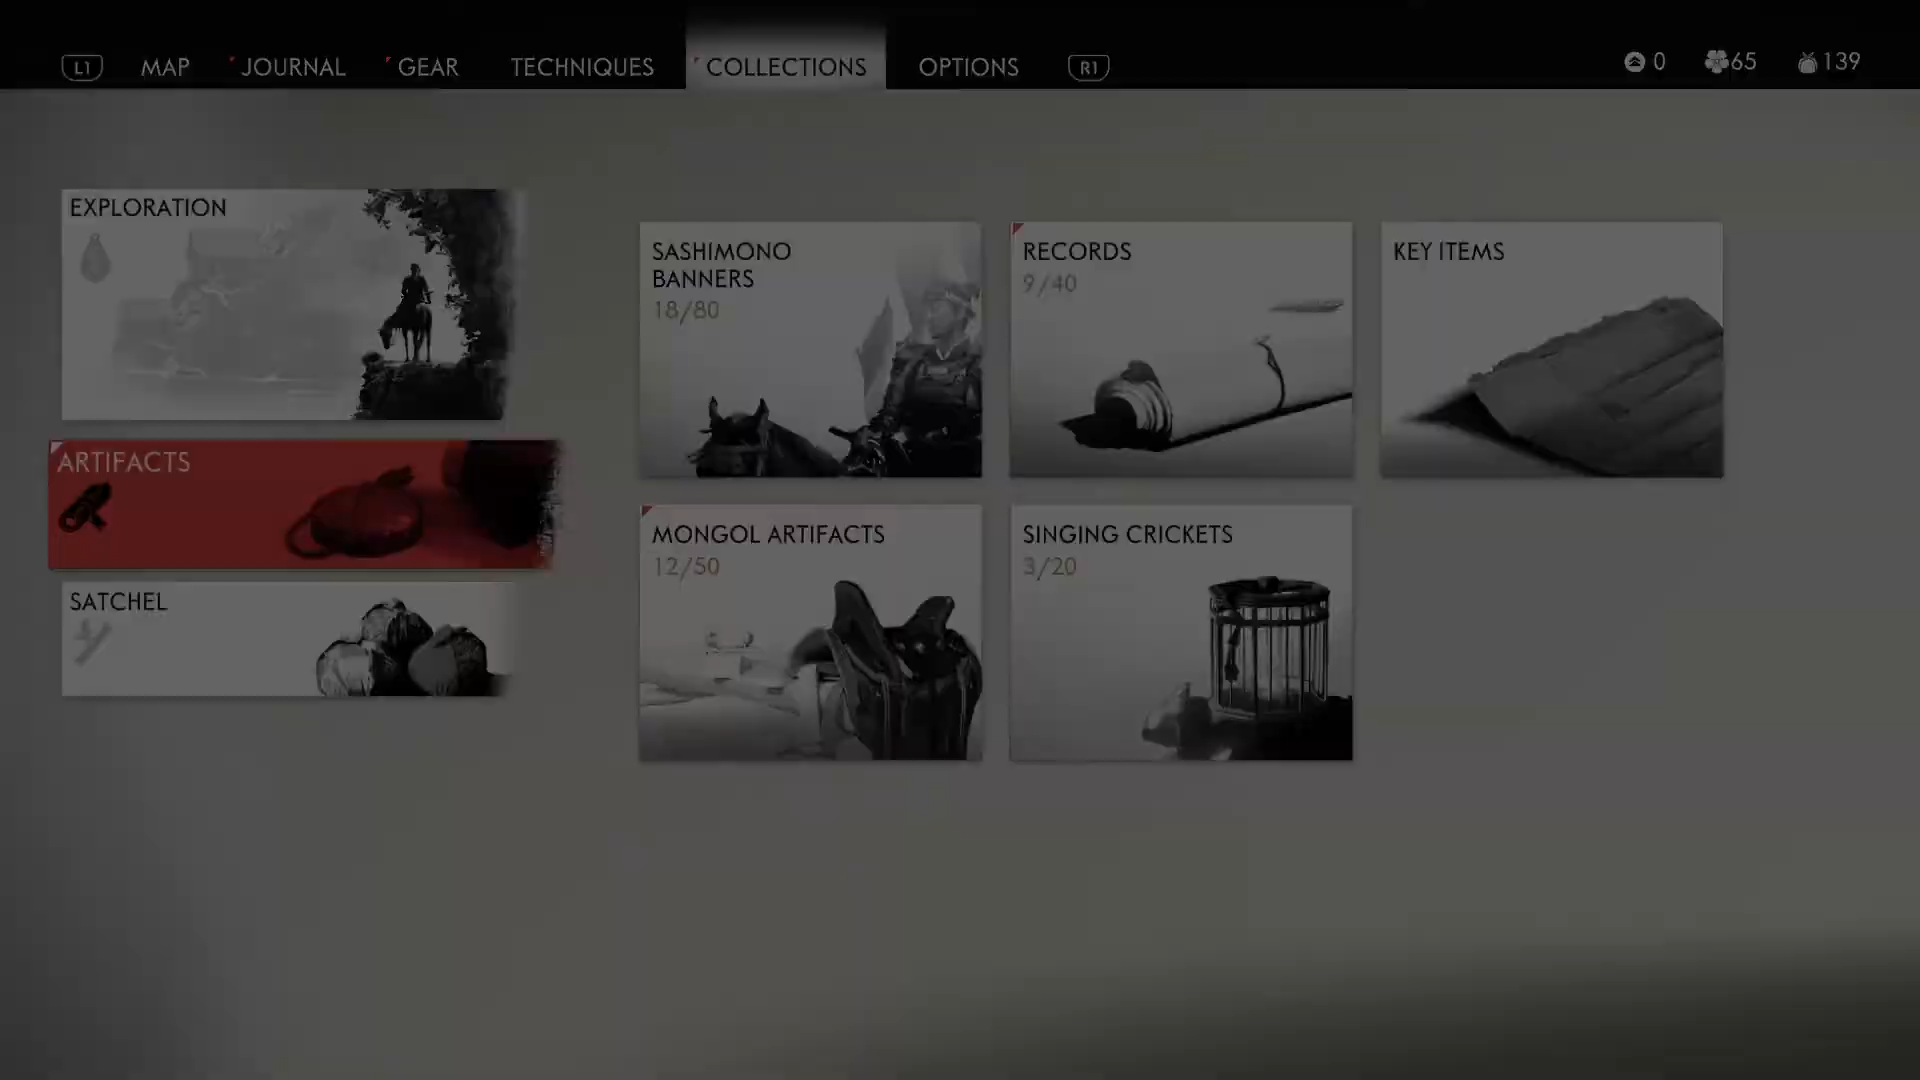 L1 MAP JOURNAL GEAR TECHNIQUES COLLECTIONS OPTIONS R1 0 65 139
EXPLORATION
ARTIFACTS
SATCHEL
SASHIMONO
BANNERS
18/80
RECORDS
9/40
KEY ITEMS
MONGOL ARTIFACTS
12/50
SINGING CRICKETS
3/20